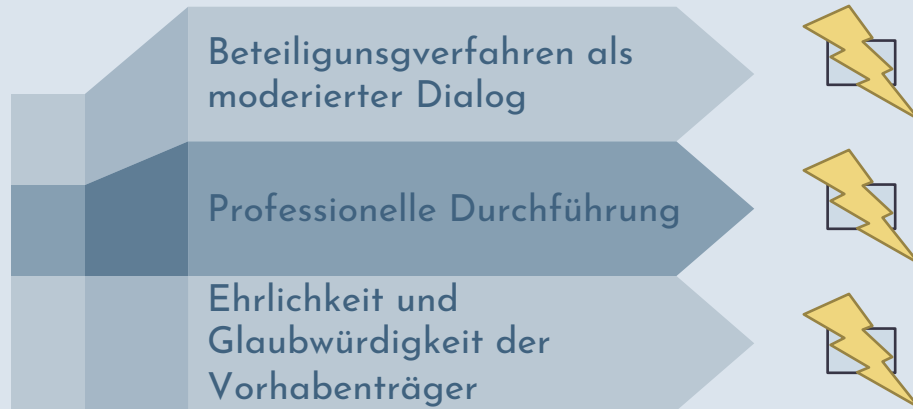 Beteiligunsgverfahren als
moderierter Dialog
Professionelle Durchführung
Ehrlichkeit und
Glaubwürdigkeit der
Vorhabenträger